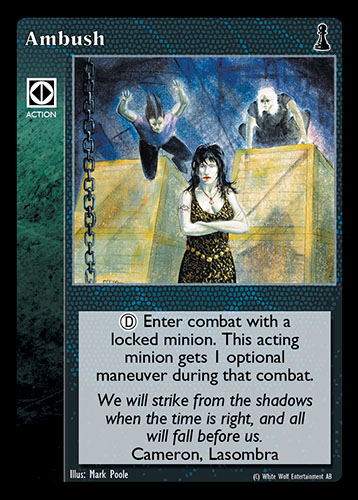 Ambush
ACTION
D Enter combat with a
locked minion. This acting
minion gets 1 optional
maneuver during that combat.
We will strike from the shadows
when the time is right, and all
will fall before us.
Cameron, Lasombra
Illus: Mark Poole
(C) White Wolf Entertainment AB